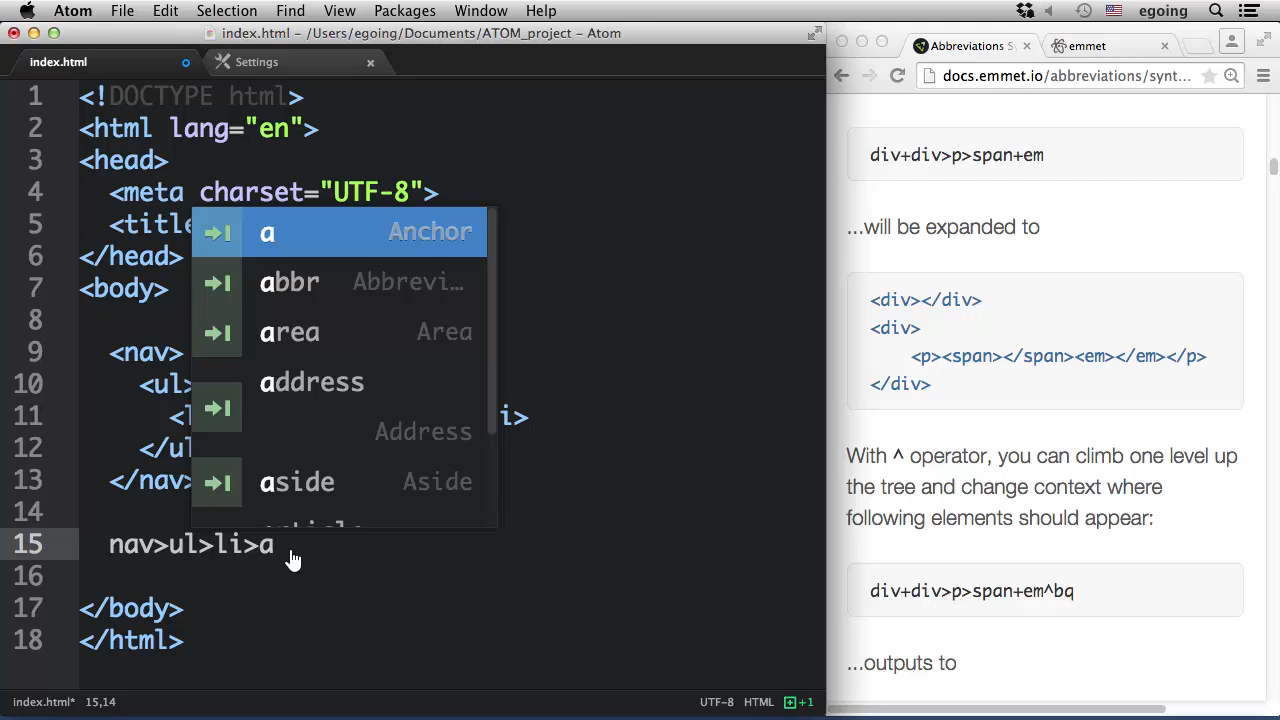 Atom File Edit Selection Find View Packages Window Help egoing
index.html - /Users/egoing/Documents/ATOM_project - Atom
index.html Settings
1 <!DOCTYPE html>
2 <html lang="en">
3 <head>
4 <meta charset="UTF-8">
5 <title
6 </head>
7 <body>
8
9 <nav>
10 <ul>
11 <l i>
12 </ul
13 </nav>
14
15 nav>ul>li>a
16
17 </body>
18 </html>
a Anchor
abbr Abbrevi...
area Area
address
Address
aside Aside
index.html* 15,14 UTF-8 HTML +1
Abbreviations Sy emmet
docs.emmet.io/abbreviations/synt...
div+div>p>span+em
...will be expanded to
<div></div>
<div>
<p><span></span><em></em></p>
</div>
With ^ operator, you can climb one level up
the tree and change context where
following elements should appear:
div+div>p>span+em^bq
...outputs to